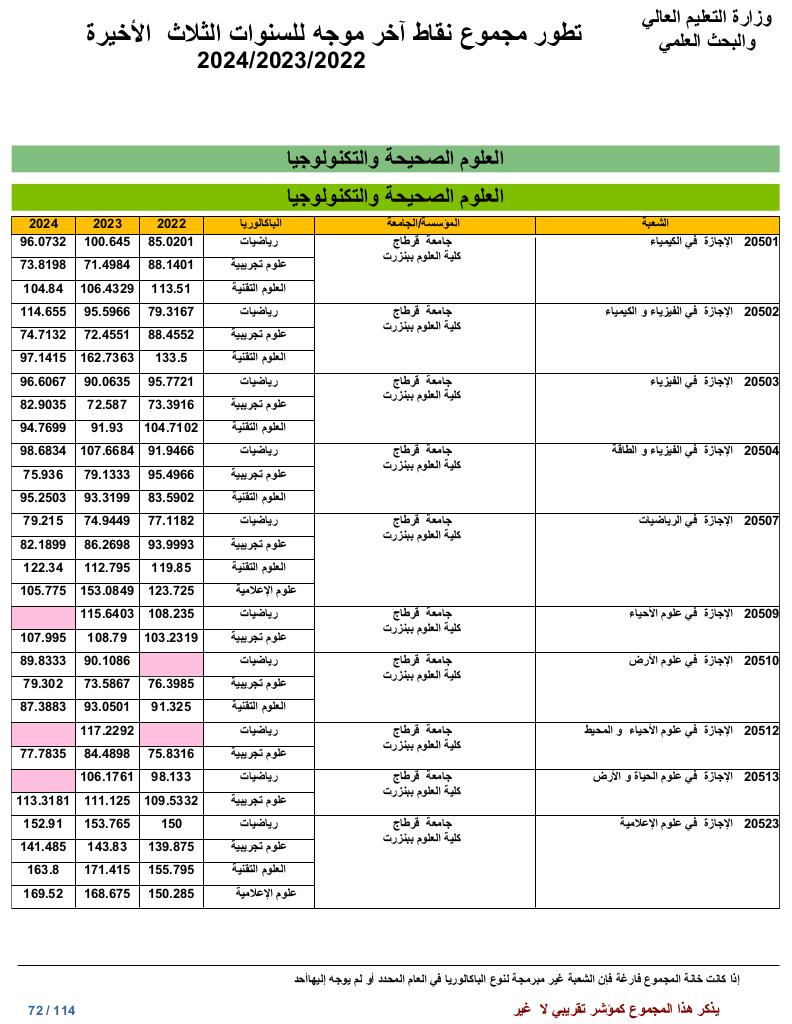 وزارة التعليم العالي
والبحث العلمي
تطور مجموع نقاط آخر موجه للسنوات الثلاث الأخيرة
2024/2023/2022
العلوم الصحيحة والتكنولوجيا
العلوم الصحيحة والتكنولوجيا
الشعبة المؤسسة/الجامعة الباكالوريا 2022 2023 2024
20501 الإجازة في الكيمياء جامعة قرطاج رياضيات 85.0201 100.645 96.0732
كلية العلوم ببنزرت
علوم تجريبية 88.1401 71.4984 73.8198
العلوم التقنية 113.51 106.4329 104.84
20502 الإجازة في الفيزياء و الكيمياء جامعة قرطاج رياضيات 79.3167 95.5966 114.655
كلية العلوم ببنزرت
علوم تجريبية 88.4552 72.4551 74.7132
العلوم التقنية 133.5 162.7363 97.1415
20503 الإجازة في الفيزياء جامعة قرطاج رياضيات 95.7721 90.0635 96.6067
كلية العلوم ببنزرت
علوم تجريبية 73.3916 72.587 82.9035
العلوم التقنية 104.7102 91.93 94.7699
20504 الإجازة في الفيزياء و الطاقة جامعة قرطاج رياضيات 91.9466 107.6684 98.6834
كلية العلوم ببنزرت
علوم تجريبية 95.4966 79.1333 75.936
العلوم التقنية 83.5902 93.3199 95.2503
20507 الإجازة في الرياضيات جامعة قرطاج رياضيات 77.1182 74.9449 79.215
كلية العلوم ببنزرت
علوم تجريبية 93.9993 86.2698 82.1899
العلوم التقنية 119.85 112.795 122.34
علوم الإعلامية 123.725 153.0849 105.775
20509 الإجازة في علوم الأحياء جامعة قرطاج رياضيات 108.235 115.6403
كلية العلوم ببنزرت
علوم تجريبية 103.2319 108.79 107.995
20510 الإجازة في علوم الأرض جامعة قرطاج رياضيات 90.1086 89.8333
كلية العلوم ببنزرت
علوم تجريبية 76.3985 73.5867 79.302
العلوم التقنية 91.325 93.0501 87.3883
20512 الإجازة في علوم الأحياء و المحيط جامعة قرطاج رياضيات 117.2292
كلية العلوم ببنزرت
علوم تجريبية 75.8316 84.4898 77.7835
20513 الإجازة في علوم الحياة و الأرض جامعة قرطاج رياضيات 98.133 106.1761
كلية العلوم ببنزرت
علوم تجريبية 109.5332 111.125 113.3181
20523 الإجازة في علوم الإعلامية جامعة قرطاج رياضيات 150 153.765 152.91
كلية العلوم ببنزرت
علوم تجريبية 139.875 143.83 141.485
العلوم التقنية 155.795 171.415 163.8
علوم الإعلامية 150.285 168.675 169.52
إذا كانت خانة المجموع فارغة فإن الشعبة غير مبرمجة لنوع الباكالوريا في العام المحدد أو لم يوجه إليهاأحد
يذكر هذا المجموع كمؤشر تقريبي لا غير
72 / 114